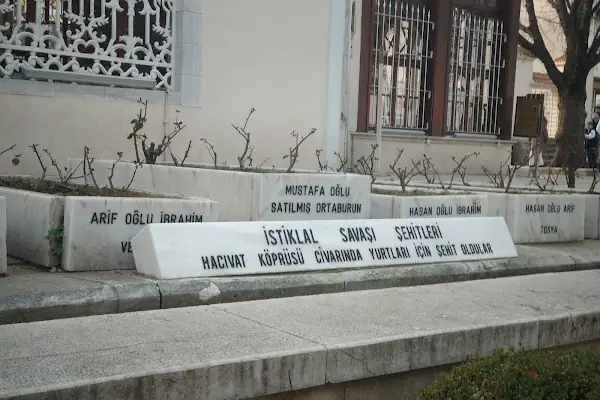 MUSTAFA OĞLU
SATILMIŞ ORTABURUN
ARİF OĞLU İBRAHİM
HASAN OĞLU İBRAHİM
HASAN OĞLU ARİF
TOSYA
İSTİKLAL SAVAŞI ŞEHİTLERİ
HACIVAT KÖPRÜSÜ CİVARINDA YURTLARI İÇİN ŞEHİT OLDULAR